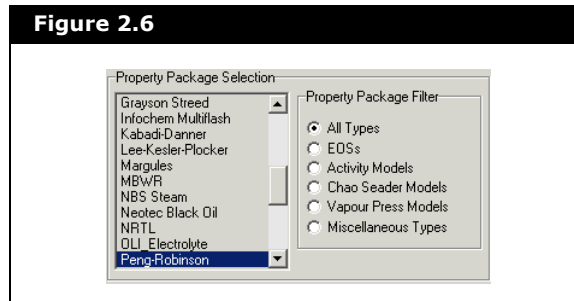 Figure 2.6
Property Package Selection
Grayson Streed
Infochem Multiflash
Kabadi-Danner
Lee-Kesler-Plocker
Margules
MBWR
NBS Steam
Neotec Black Oil
NRTL
OLI_Electrolyte
Peng-Robinson
Property Package Filter
All Types
EOSs
Activity Models
Chao Seader Models
Vapour Press Models
Miscellaneous Types